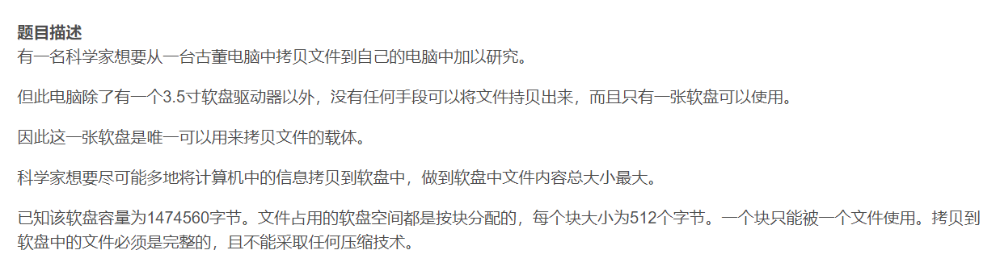 题目描述
有一名科学家想要从一台古董电脑中拷贝文件到自己的电脑中加以研究。
但此电脑除了有一个3.5寸软盘驱动器以外，没有任何手段可以将文件持贝出来，而且只有一张软盘可以使用。
因此这一张软盘是唯一可以用来拷贝文件的载体。
科学家想要尽可能多地将计算机中的信息拷贝到软盘中，做到软盘中文件内容总大小最大。
已知该软盘容量为1474560字节。文件占用的软盘空间都是按块分配的，每个块大小为512个字节。一个块只能被一个文件使用。拷贝到
软盘中的文件必须是完整的，且不能采取任何压缩技术。